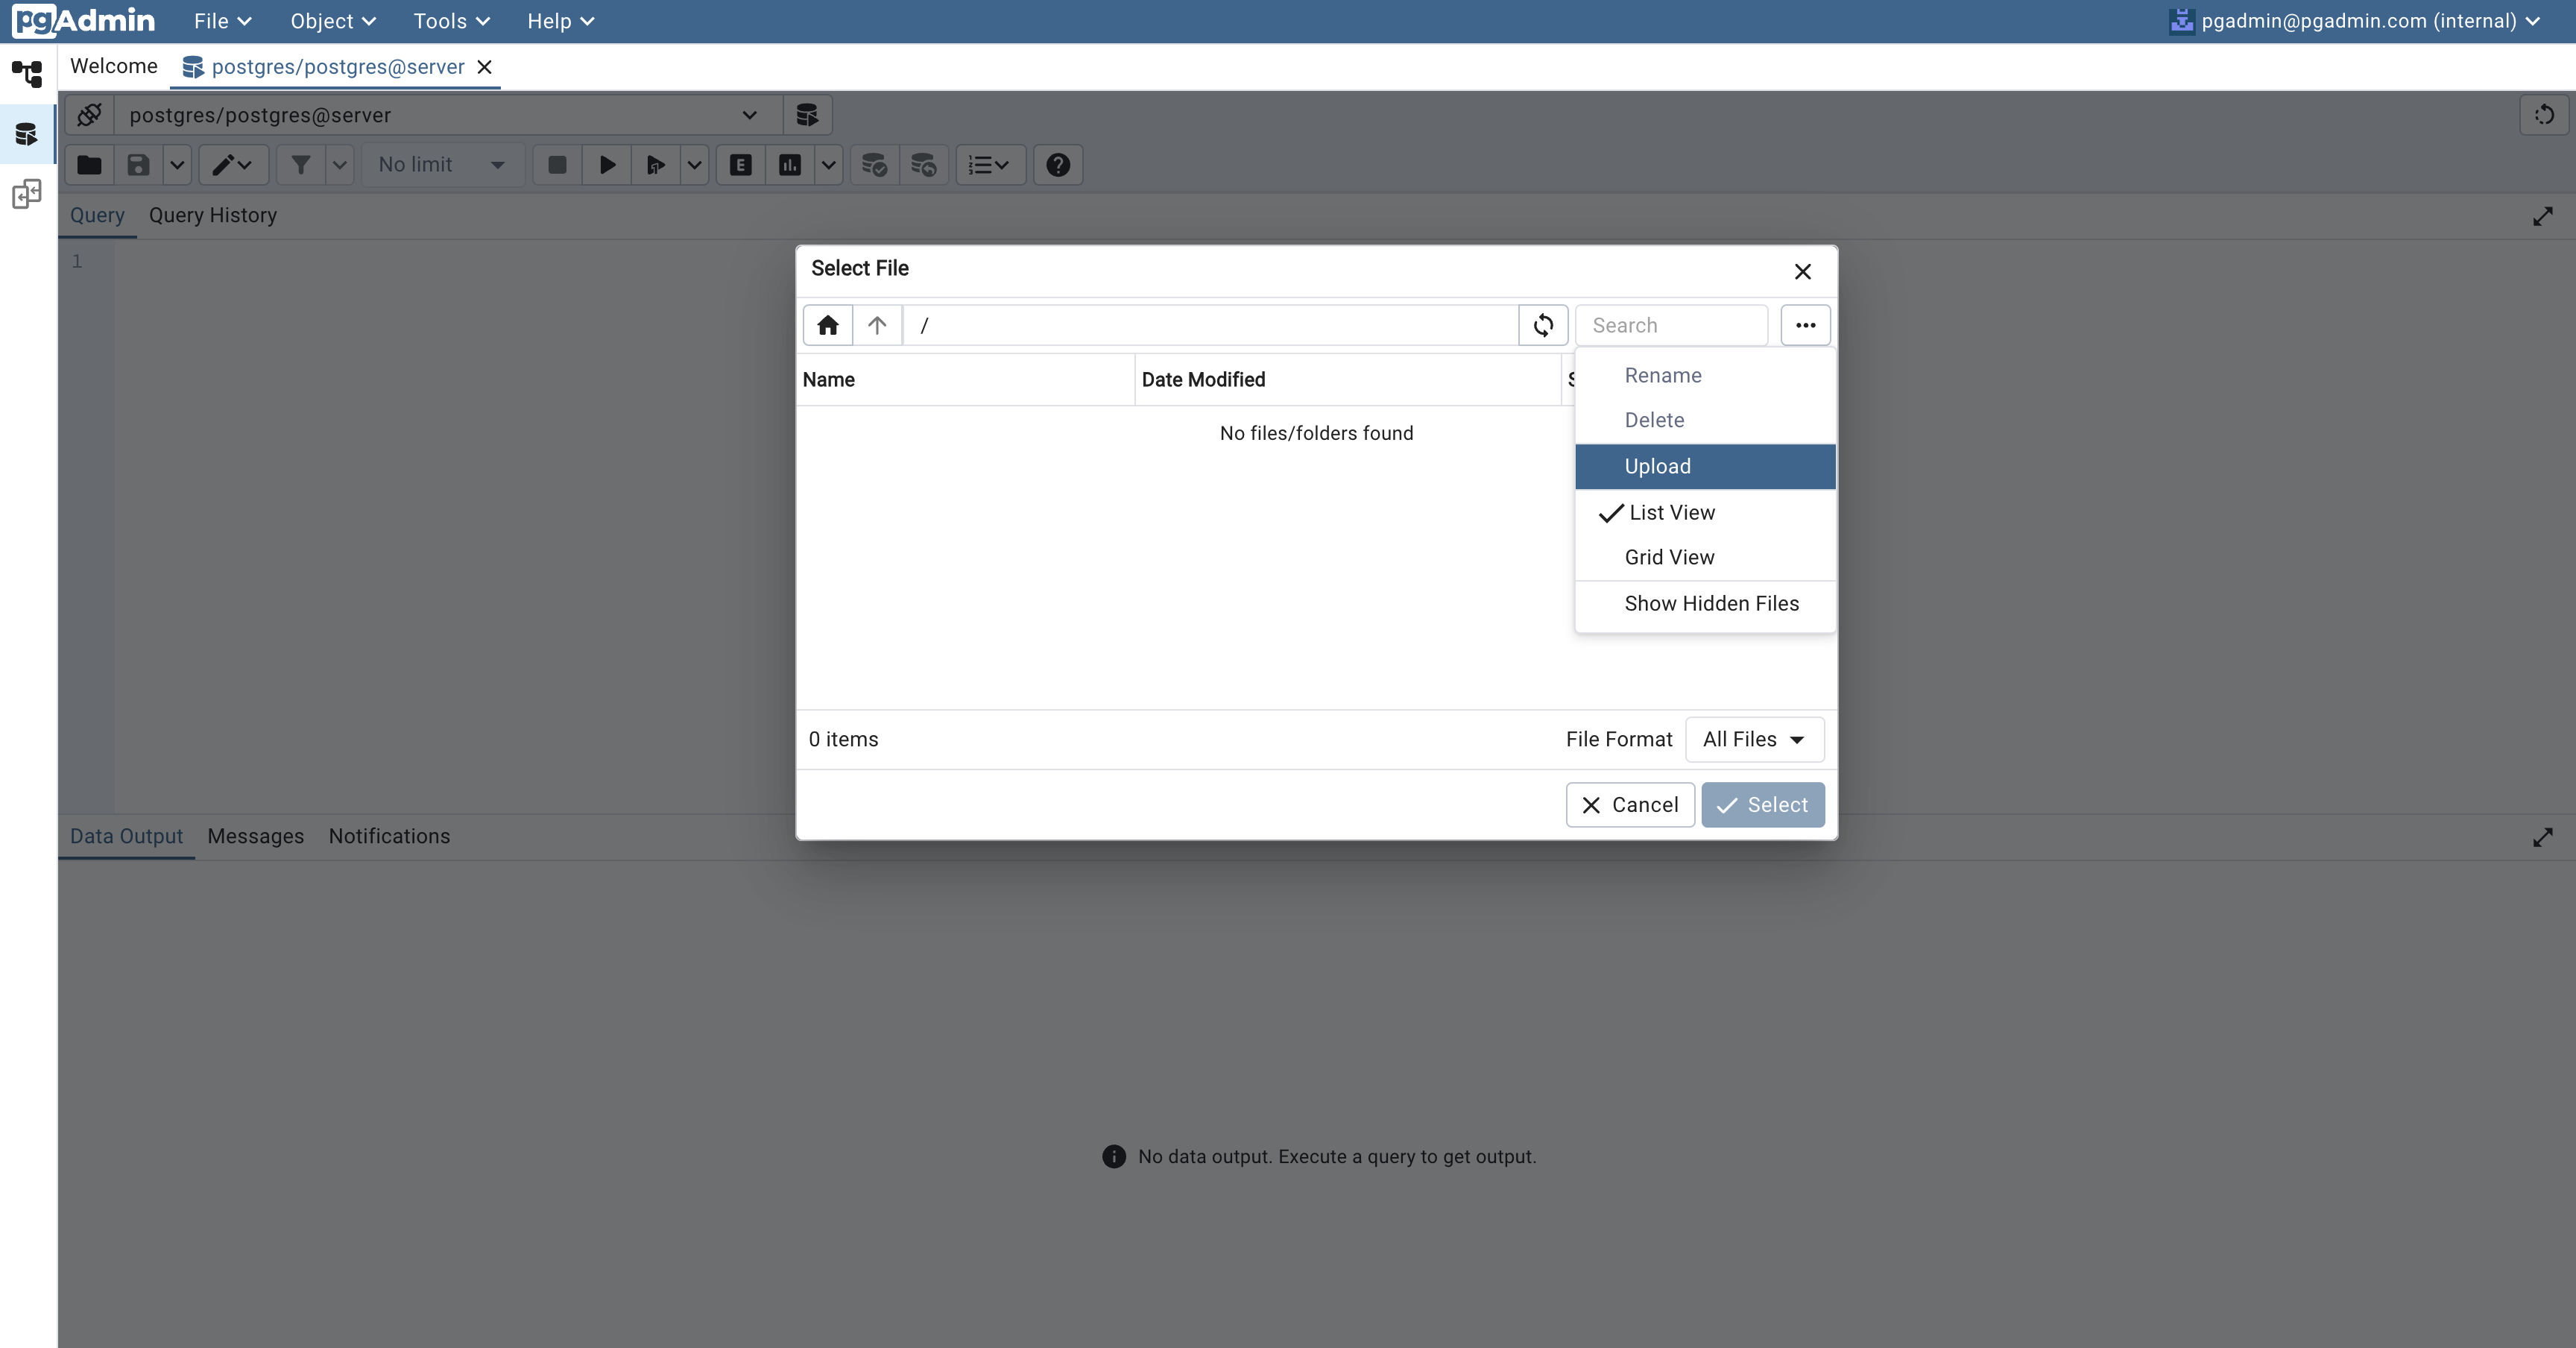 pgAdmin File Object Tools Help pgadmin@pgadmin.com (internal)
Welcome postgres/postgres@server
postgres/postgres@server
No limit E
Query Query History
1
Select File
/ Search
Name Date Modified
Rename
Delete
No files/folders found
Upload
List View
Grid View
Show Hidden Files
0 items File Format All Files
Cancel Select
Data Output Messages Notifications
No data output. Execute a query to get output.